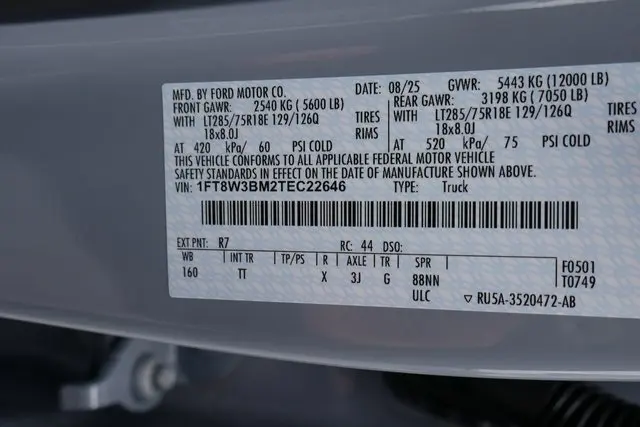 MFD. BY FORD MOTOR CO. DATE: 08/25 GVWR: 5443 KG (12000 LB)
FRONT GAWR: 2540 KG (5600 LB) REAR GAWR: 3198 KG (7050 LB)
WITH LT285/75R18E 129/126Q TIRES WITH LT285/75R18E 129/126Q TIRES
18x8.0J RIMS 18x8.0J RIMS
AT 420 kPa/ 60 PSI COLD AT 520 kPa/ 75 PSI COLD
THIS VEHICLE CONFORMS TO ALL APPLICABLE FEDERAL MOTOR VEHICLE
SAFETY STANDARDS IN EFFECT ON THE DATE OF MANUFACTURE SHOWN ABOVE.
VIN: 1FT8W3BM2TEC22646 TYPE: Truck
EXT PNT: R7 RC: 44 DSO:
WB INT TR TP/PS R AXLE TR SPR F0501
160 TT X 3J G 88NN T0749
ULC ▽ RU5A-3520472-AB